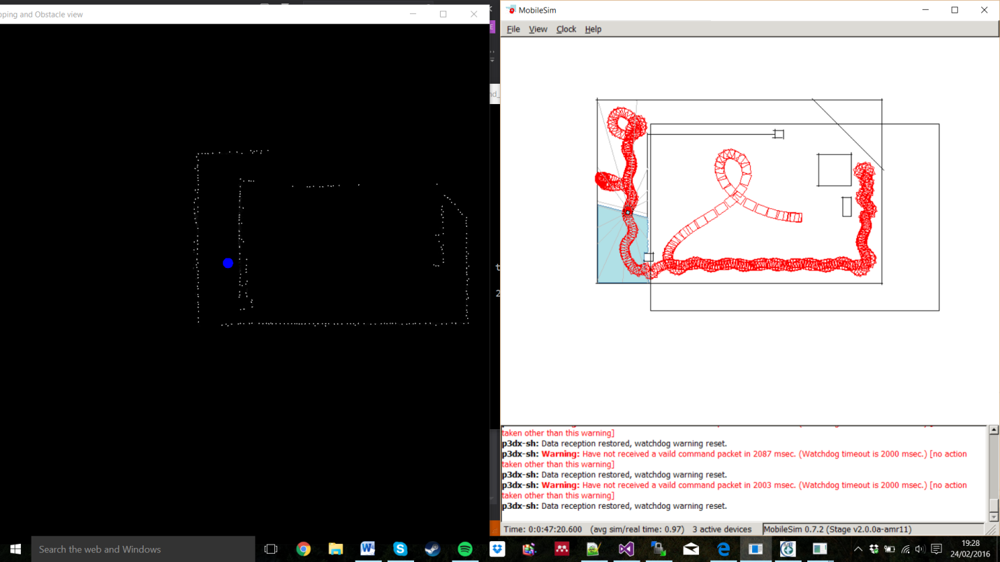 pping and Obstacle view
MobileSim
File View Clock Help
taken other than this warning]
p3dx-sh: Data reception restored, watchdog warning reset.
p3dx-sh: Warning: Have not received a vaild command packet in 2087 msec. (Watchdog timeout is 2000 msec.) [no action
taken other than this warning]
p3dx-sh: Data reception restored, watchdog warning reset.
p3dx-sh: Warning: Have not received a vaild command packet in 2003 msec. (Watchdog timeout is 2000 msec.) [no action
taken other than this warning]
p3dx-sh: Data reception restored, watchdog warning reset.
Time: 0:0:47:20.600 (avg sim/real time: 0.97) 3 active devices MobileSim 0.7.2 (Stage v2.0.0a-amr11)
Search the web and Windows
19:28
24/02/2016